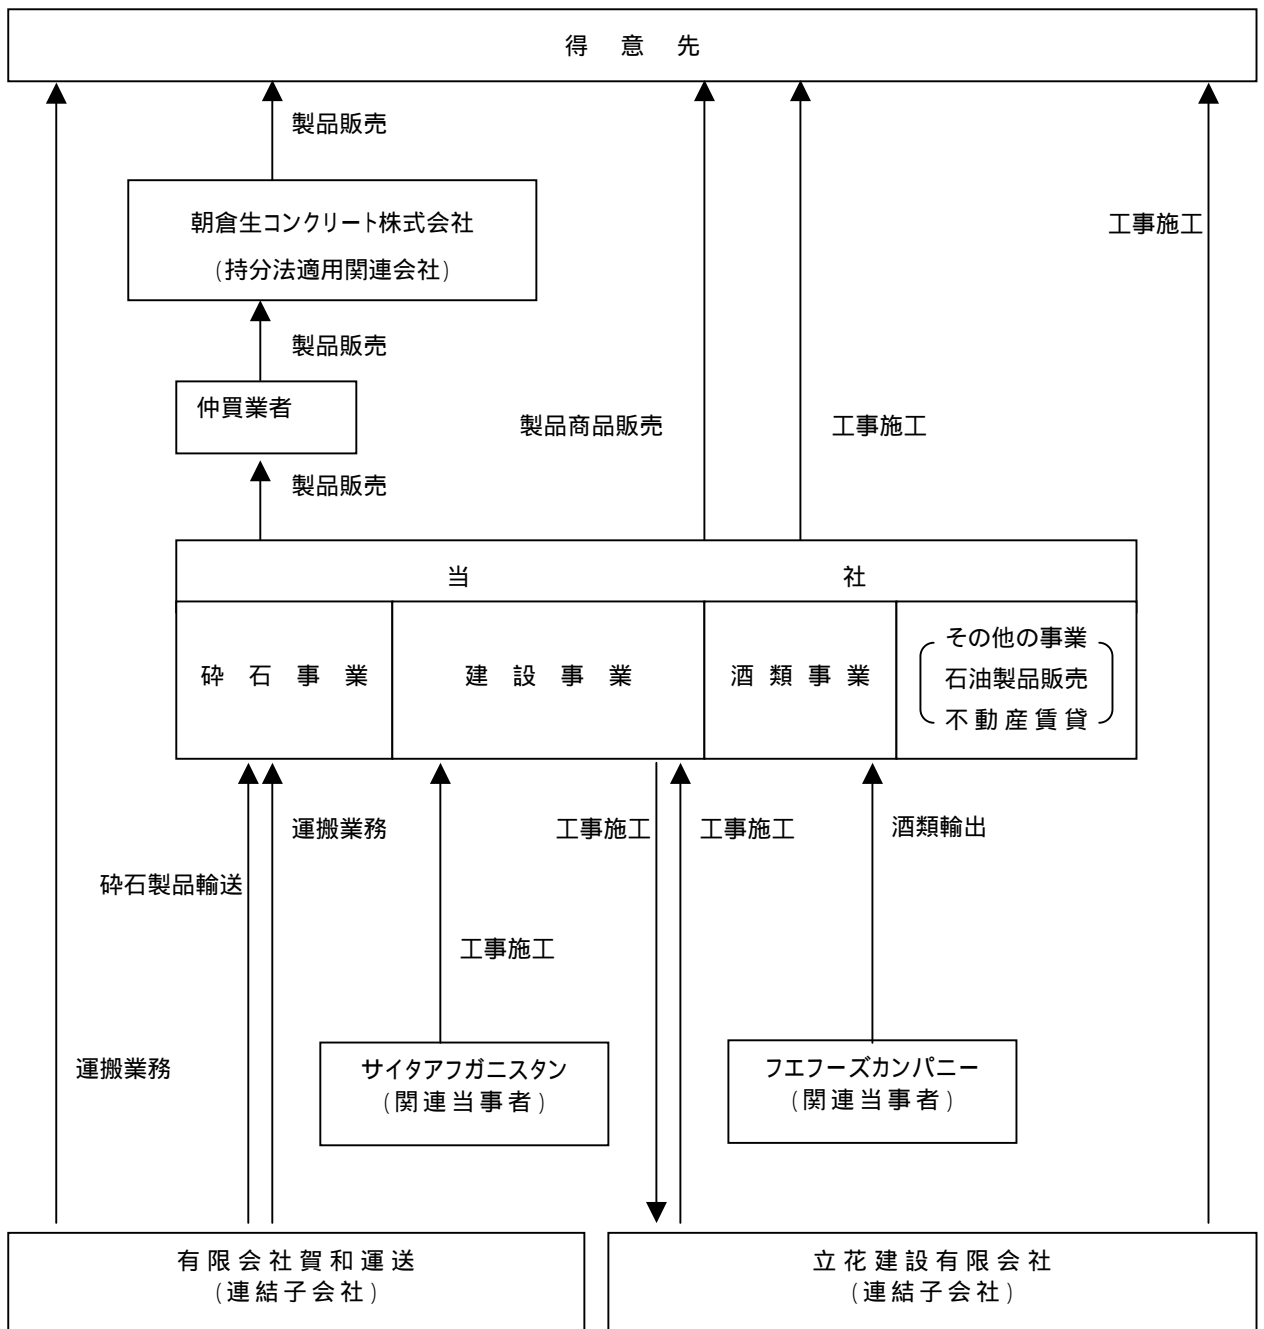 得意先
製品販売
朝倉生コンクリート株式会社
(持分法適用関連会社)
工事施工
製品販売
仲買業者
製品商品販売
工事施工
製品販売
当社
砕石事業
建設事業
酒類事業
その他の事業
石油製品販売
不動産賃貸
運搬業務
工事施工
工事施工
酒類輸出
砕石製品輸送
工事施工
運搬業務
サイタアフガニスタン
(関連当事者)
フエフーズカンパニー
(関連当事者)
有限会社賀和運送
(連結子会社)
立花建設有限会社
(連結子会社)